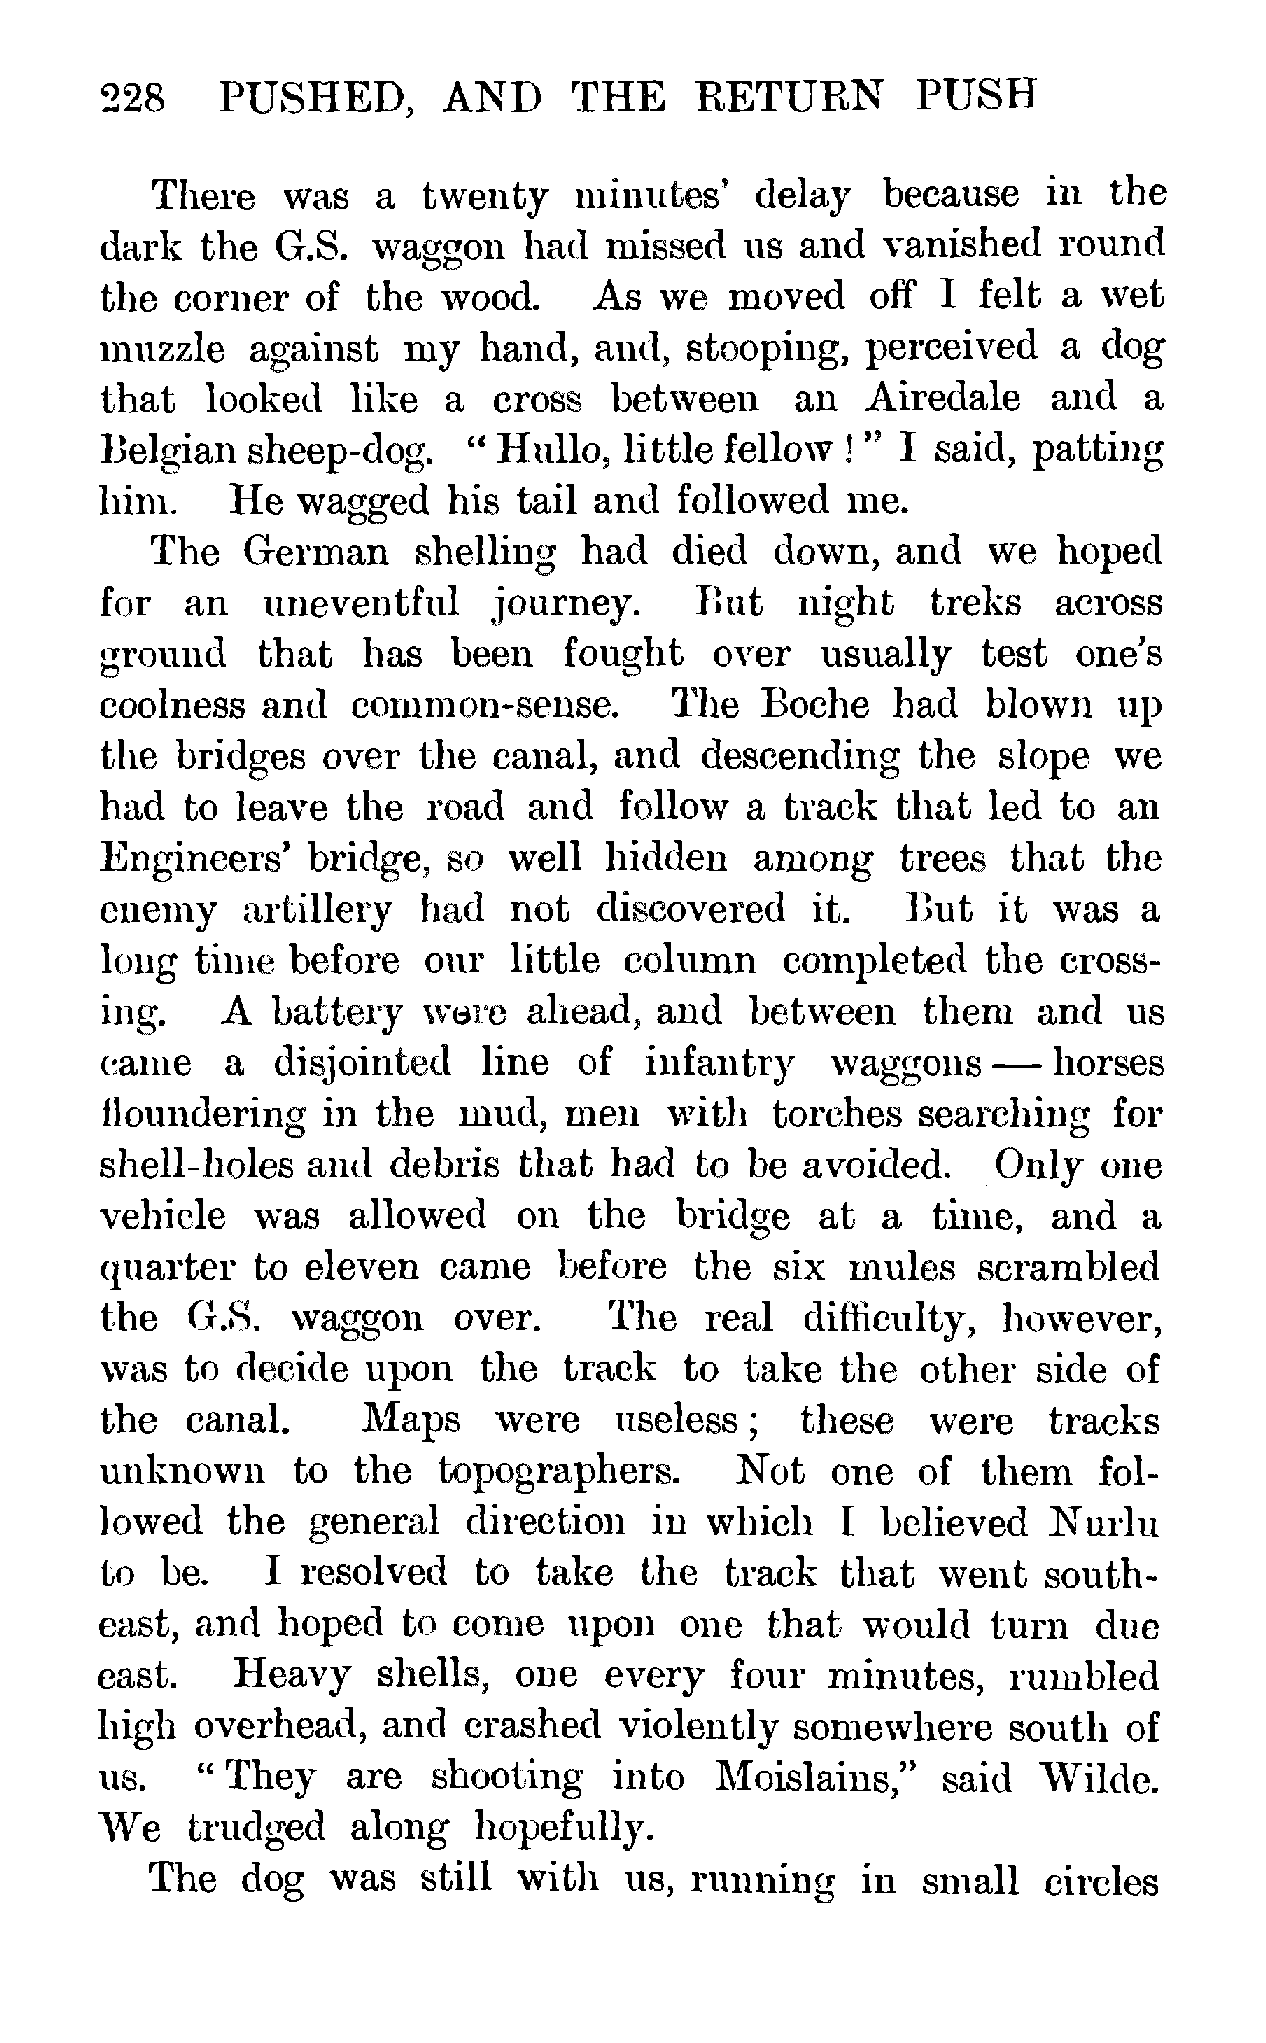 228 PUSHED, AND THE RETURN PUSH
There was a twenty minutes' delay because in the
dark the G.S. waggon had missed us and vanished round
the corner of the wood. As we moved off I felt a wet
muzzle against my hand, and, stooping, perceived a dog
that looked like a cross between an Airedale and a
Belgian sheep-dog. “ Hullo, little fellow ! ” I said, patting
him. He wagged his tail and followed me.
The German shelling had died down, and we hoped
for an uneventful journey. But night treks across
ground that has been fought over usually test one's
coolness and common-sense. The Boche had blown up
the bridges over the canal, and descending the slope we
had to leave the road and follow a track that led to an
Engineers' bridge, so well hidden among trees that the
enemy artillery had not discovered it. But it was a
long time before our little column completed the cross-
ing. A battery were ahead, and between them and us
came a disjointed line of infantry waggons — horses
floundering in the mud, men with torches searching for
shell-holes and debris that had to be avoided. Only one
vehicle was allowed on the bridge at a time, and a
quarter to eleven came before the six mules scrambled
the G.S. waggon over. The real difficulty, however,
was to decide upon the track to take the other side of
the canal. Maps were useless ; these were tracks
unknown to the topographers. Not one of them fol-
lowed the general direction in which I believed Nurlu
to be. I resolved to take the track that went south-
east, and hoped to come upon one that would turn due
east. Heavy shells, one every four minutes, rumbled
high overhead, and crashed violently somewhere south of
us. “ They are shooting into Moislains,” said Wilde.
We trudged along hopefully.
The dog was still with us, running in small circles